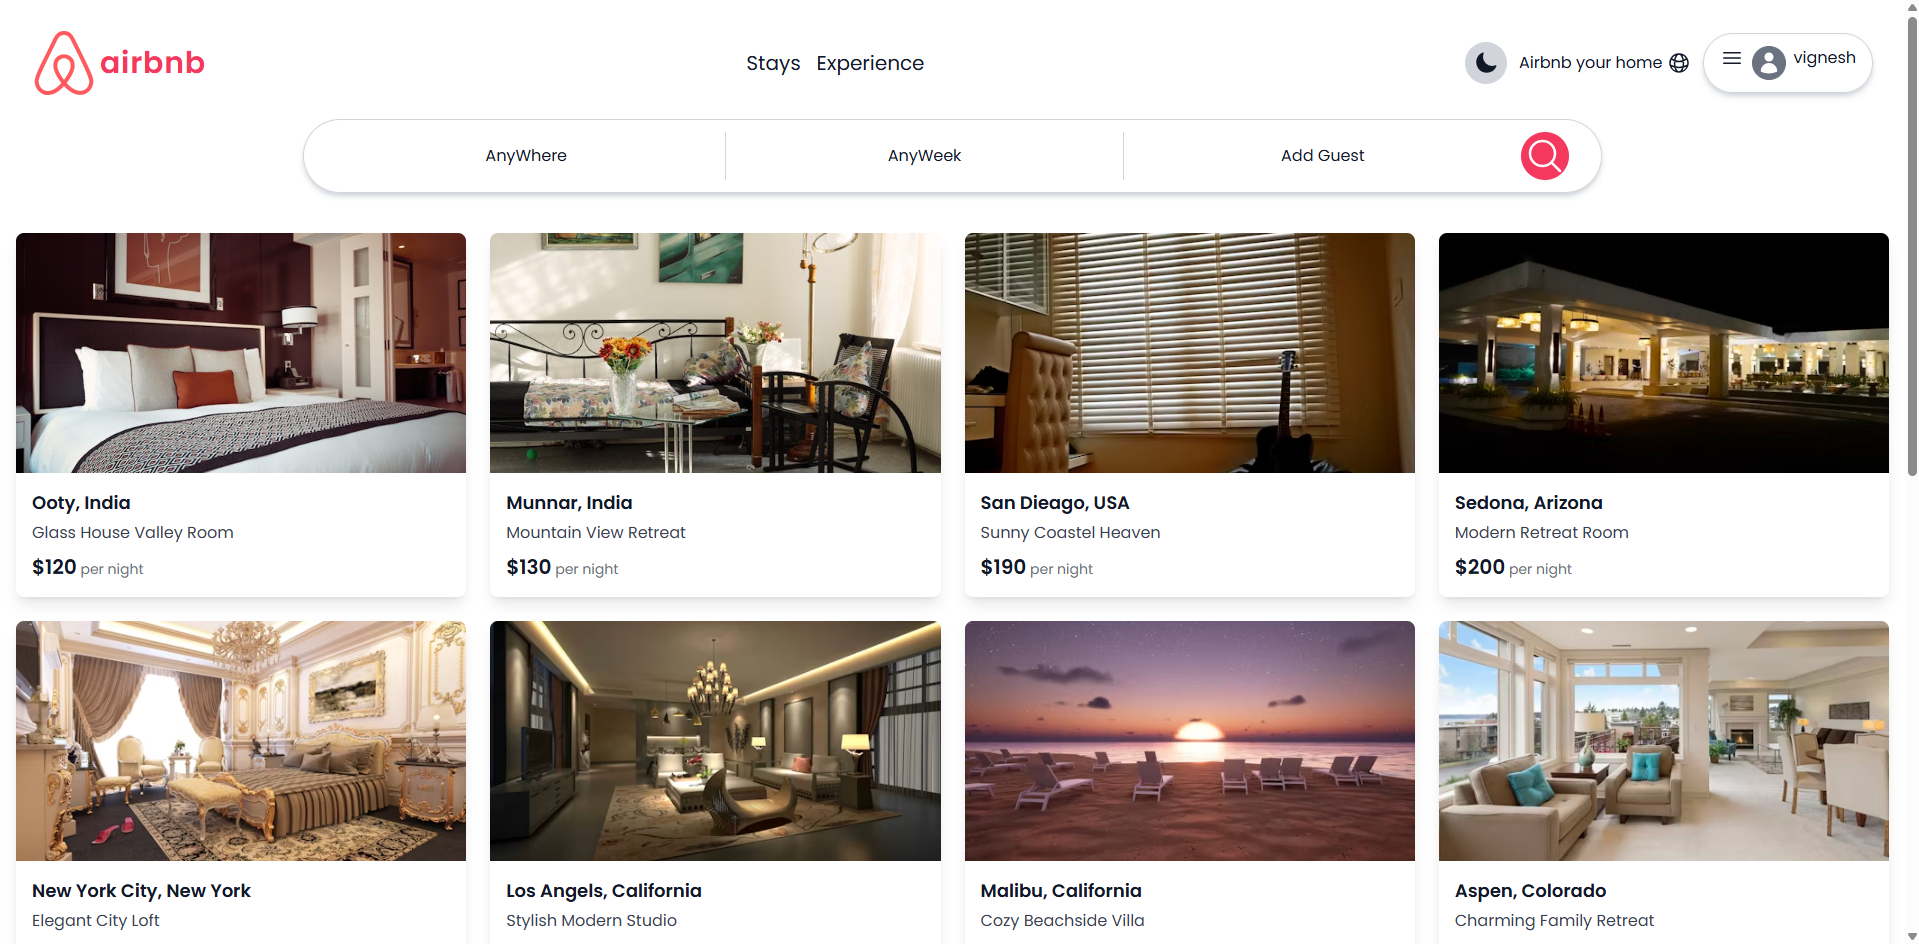 airbnb
Stays Experience
Airbnb your home
vignesh
AnyWhere
AnyWeek
Add Guest
Ooty, India
Glass House Valley Room
$120 per night
Munnar, India
Mountain View Retreat
$130 per night
San Dieago, USA
Sunny Coastel Heaven
$190 per night
Sedona, Arizona
Modern Retreat Room
$200 per night
New York City, New York
Elegant City Loft
Los Angels, California
Stylish Modern Studio
Malibu, California
Cozy Beachside Villa
Aspen, Colorado
Charming Family Retreat